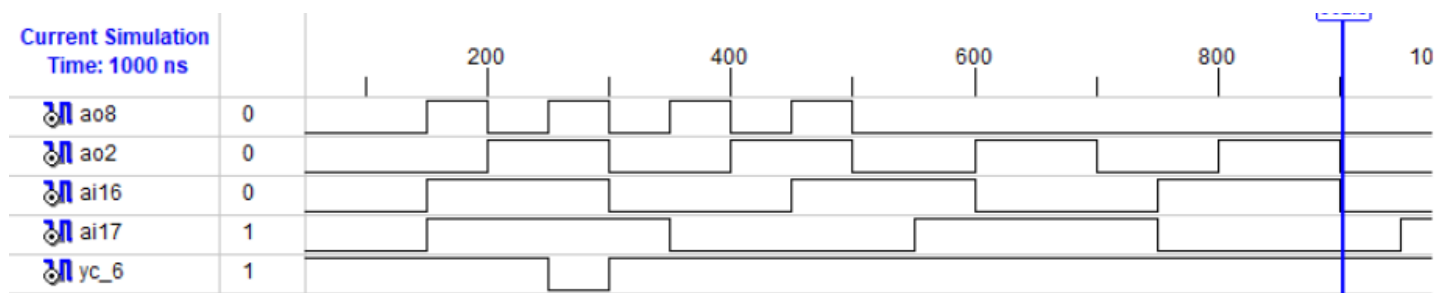 Current Simulation
Time: 1000 ns
200 400 600 800 10
ao8 0
ao2 0
ai16 0
ai17 1
yc_6 1